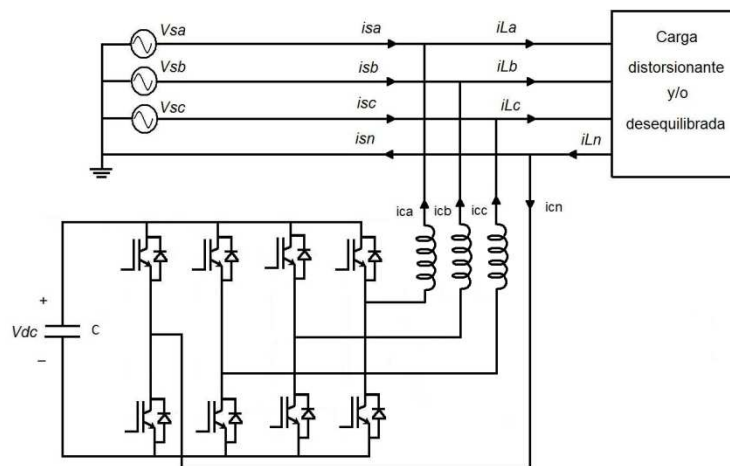 Vsa
isa
iLa
Vsb
isb
iLb
Vsc
isc
iLc
isn
iLn
Carga
distorsionante
y/o
desequilibrada
ica
icb
icc
icn
+
Vdc
C
–